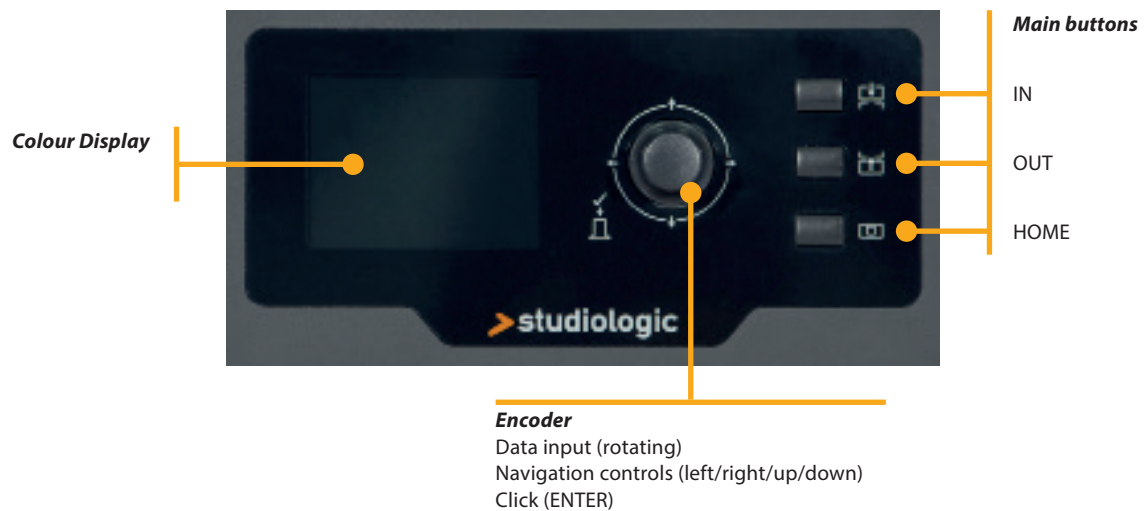 Main buttons
IN
Colour Display
OUT
HOME
studiologic
Encoder
Data input (rotating)
Navigation controls (left/right/up/down)
Click (ENTER)